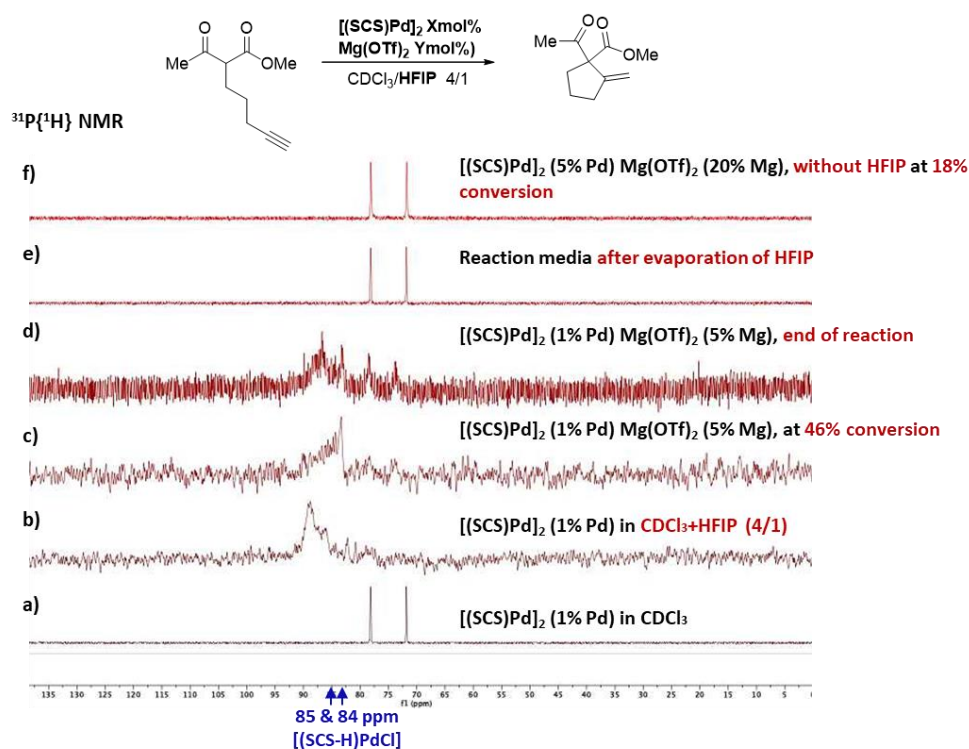 O
O
Me
OMe
[(SCS)Pd]₂ Xmol%
Mg(OTf)₂ Ymol%)
CDCl₃/HFIP 4/1
O
Me
O
OMe
³¹P{¹H} NMR
f)
[(SCS)Pd]₂ (5% Pd) Mg(OTf)₂ (20% Mg), without HFIP at 18%
conversion
e)
Reaction media after evaporation of HFIP
d)
[(SCS)Pd]₂ (1% Pd) Mg(OTf)₂ (5% Mg), end of reaction
c)
[(SCS)Pd]₂ (1% Pd) Mg(OTf)₂ (5% Mg), at 46% conversion
b)
[(SCS)Pd]₂ (1% Pd) in CDCl₃+HFIP (4/1)
a)
[(SCS)Pd]₂ (1% Pd) in CDCl₃
135 130 125 120 115 110 105 100 95 90 85 80 75 70 65 60 55 50 45 40 35 30 25 20 15 10 5
f1 (ppm)
85 & 84 ppm
[(SCS-H)PdCl]